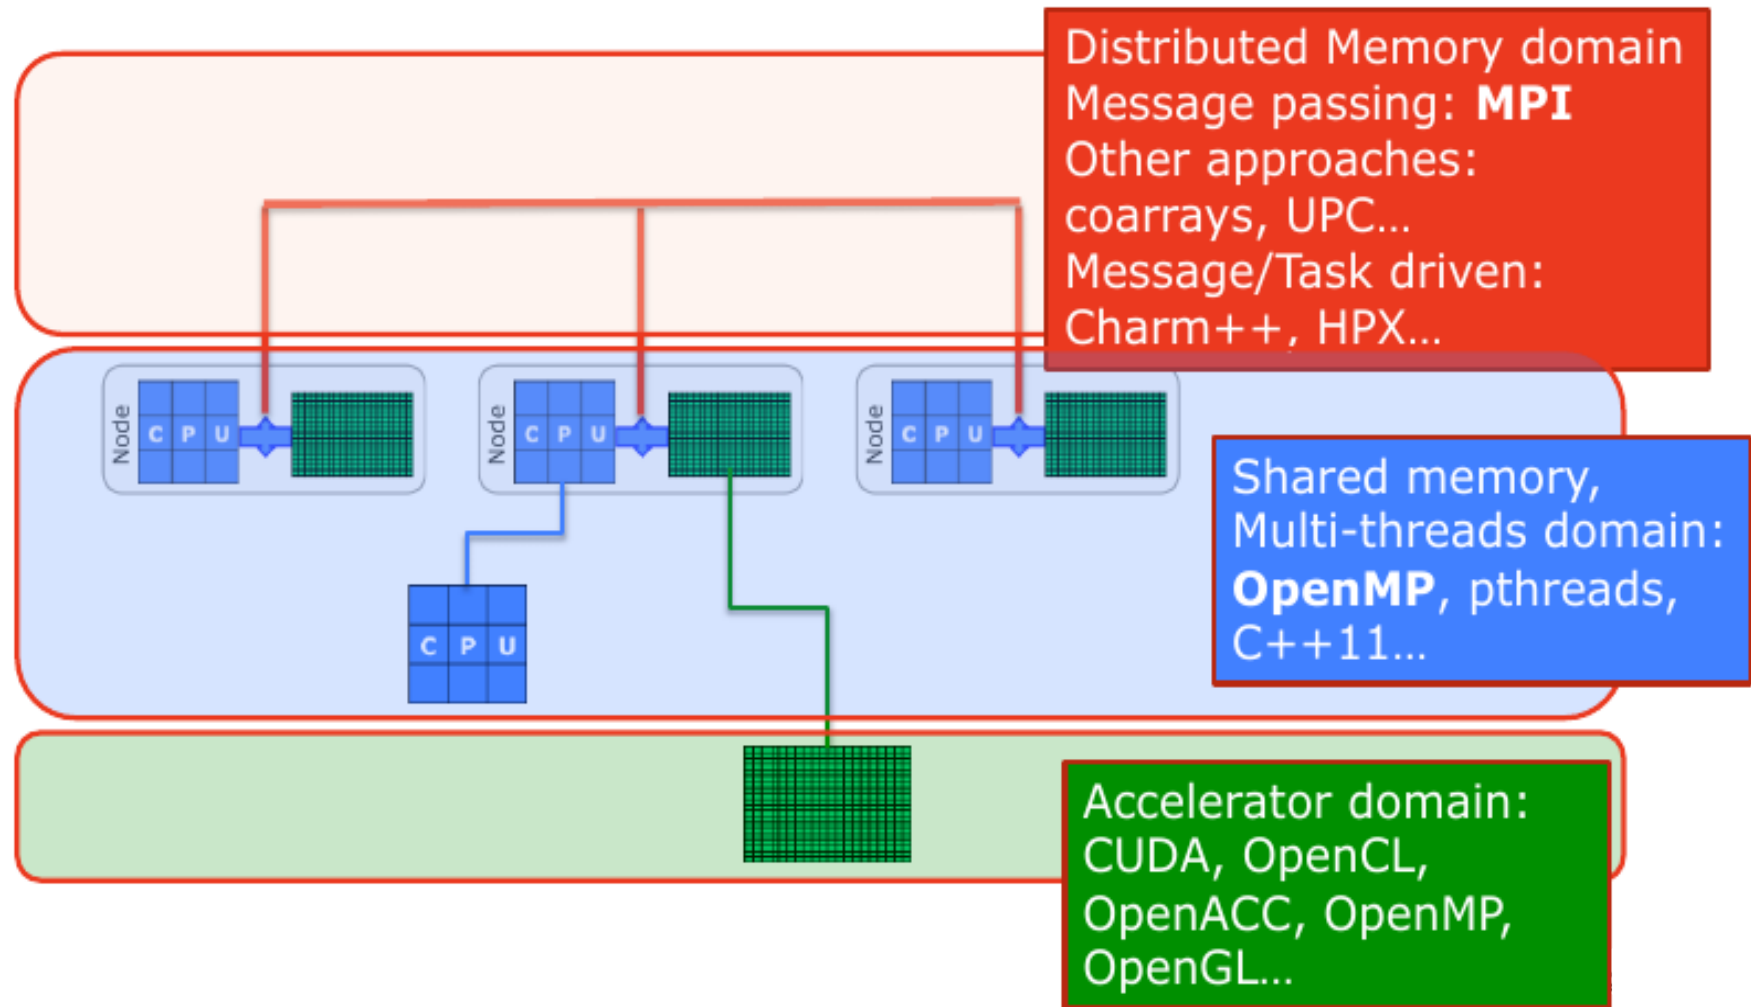 Distributed Memory domain
Message passing: MPI
Other approaches:
coarrays, UPC...
Message/Task driven:
Charm++, HPX...
Node
C P U
Node
C P U
Node
C P U
Shared memory,
Multi-threads domain:
OpenMP, pthreads,
C++11...
C P U
Accelerator domain:
CUDA, OpenCL,
OpenACC, OpenMP,
OpenGL...